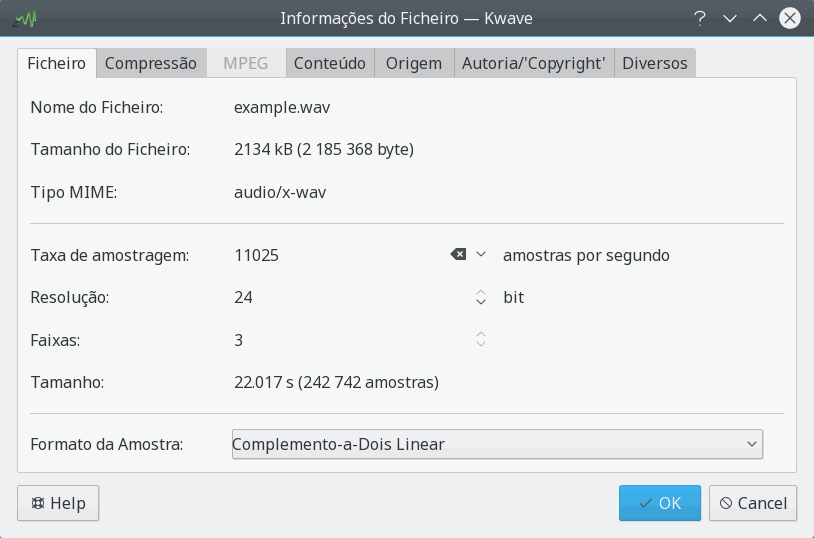 Informações do Ficheiro — Kwave
Ficheiro Compressão MPEG Conteúdo Origem Autoria/'Copyright' Diversos
Nome do Ficheiro: example.wav
Tamanho do Ficheiro: 2134 kB (2 185 368 byte)
Tipo MIME: audio/x-wav
Taxa de amostragem: 11025 amostras por segundo
Resolução: 24 bit
Faixas: 3
Tamanho: 22.017 s (242 742 amostras)
Formato da Amostra: Complemento-a-Dois Linear
Help OK Cancel